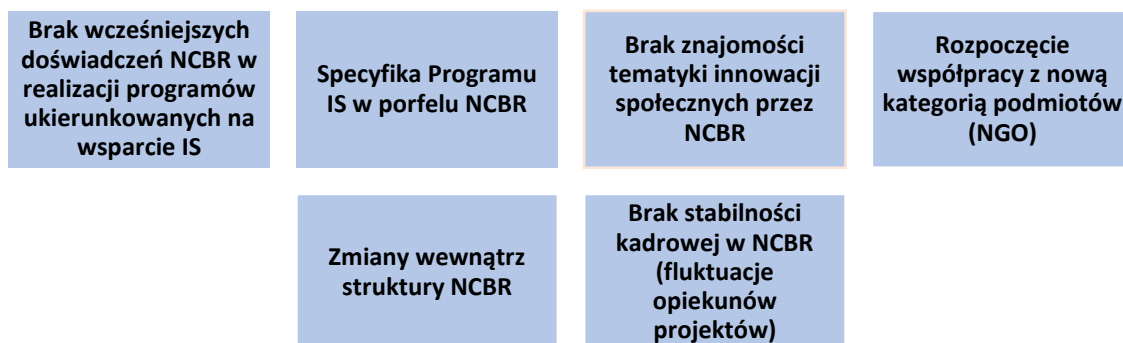 Brak wcześniejszych
doświadczeń NCBR w
realizacji programów
ukierunkowanych na
wsparcie IS
Specyfika Programu
IS w porfelu NCBR
Brak znajomości
tematyki innowacji
społecznych przez
NCBR
Rozpoczęcie
współpracy z nową
kategorią podmiotów
(NGO)
Zmiany wewnątrz
struktury NCBR
Brak stabilności
kadrowej w NCBR
(fluktuacje
opiekunów
projektów)